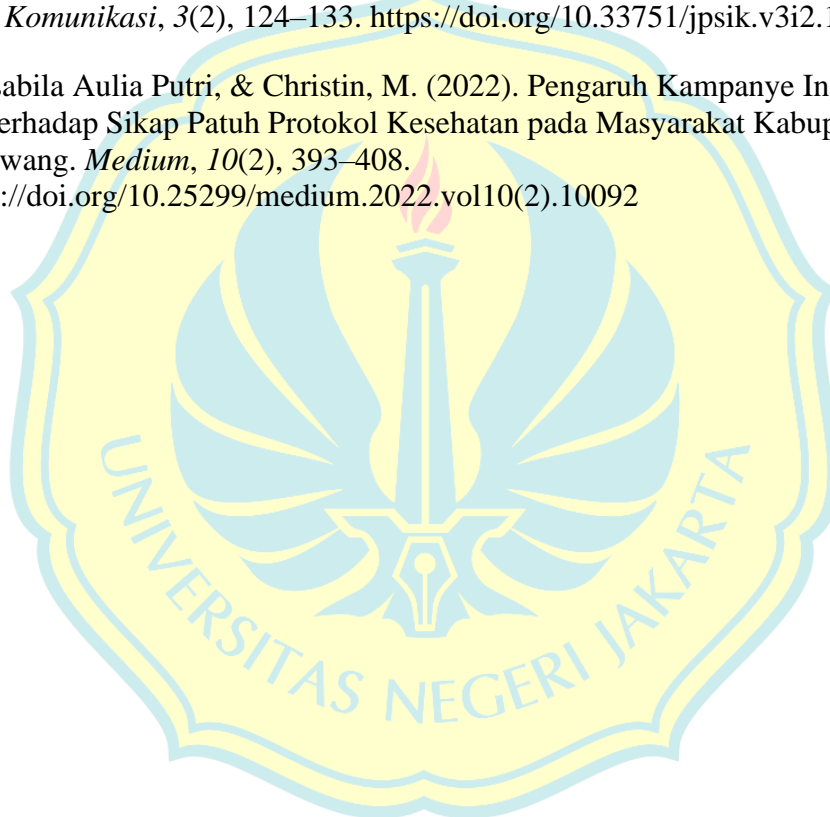 Komunikasi, 3(2), 124–133. https://doi.org/10.33751/jpsik.v3i2.1
abila Aulia Putri, & Christin, M. (2022). Pengaruh Kampanye In
erhadap Sikap Patuh Protokol Kesehatan pada Masyarakat Kabup
wang. Medium, 10(2), 393–408.
://doi.org/10.25299/medium.2022.vol10(2).10092
UNIVERSITAS NEGERI JAKARTA